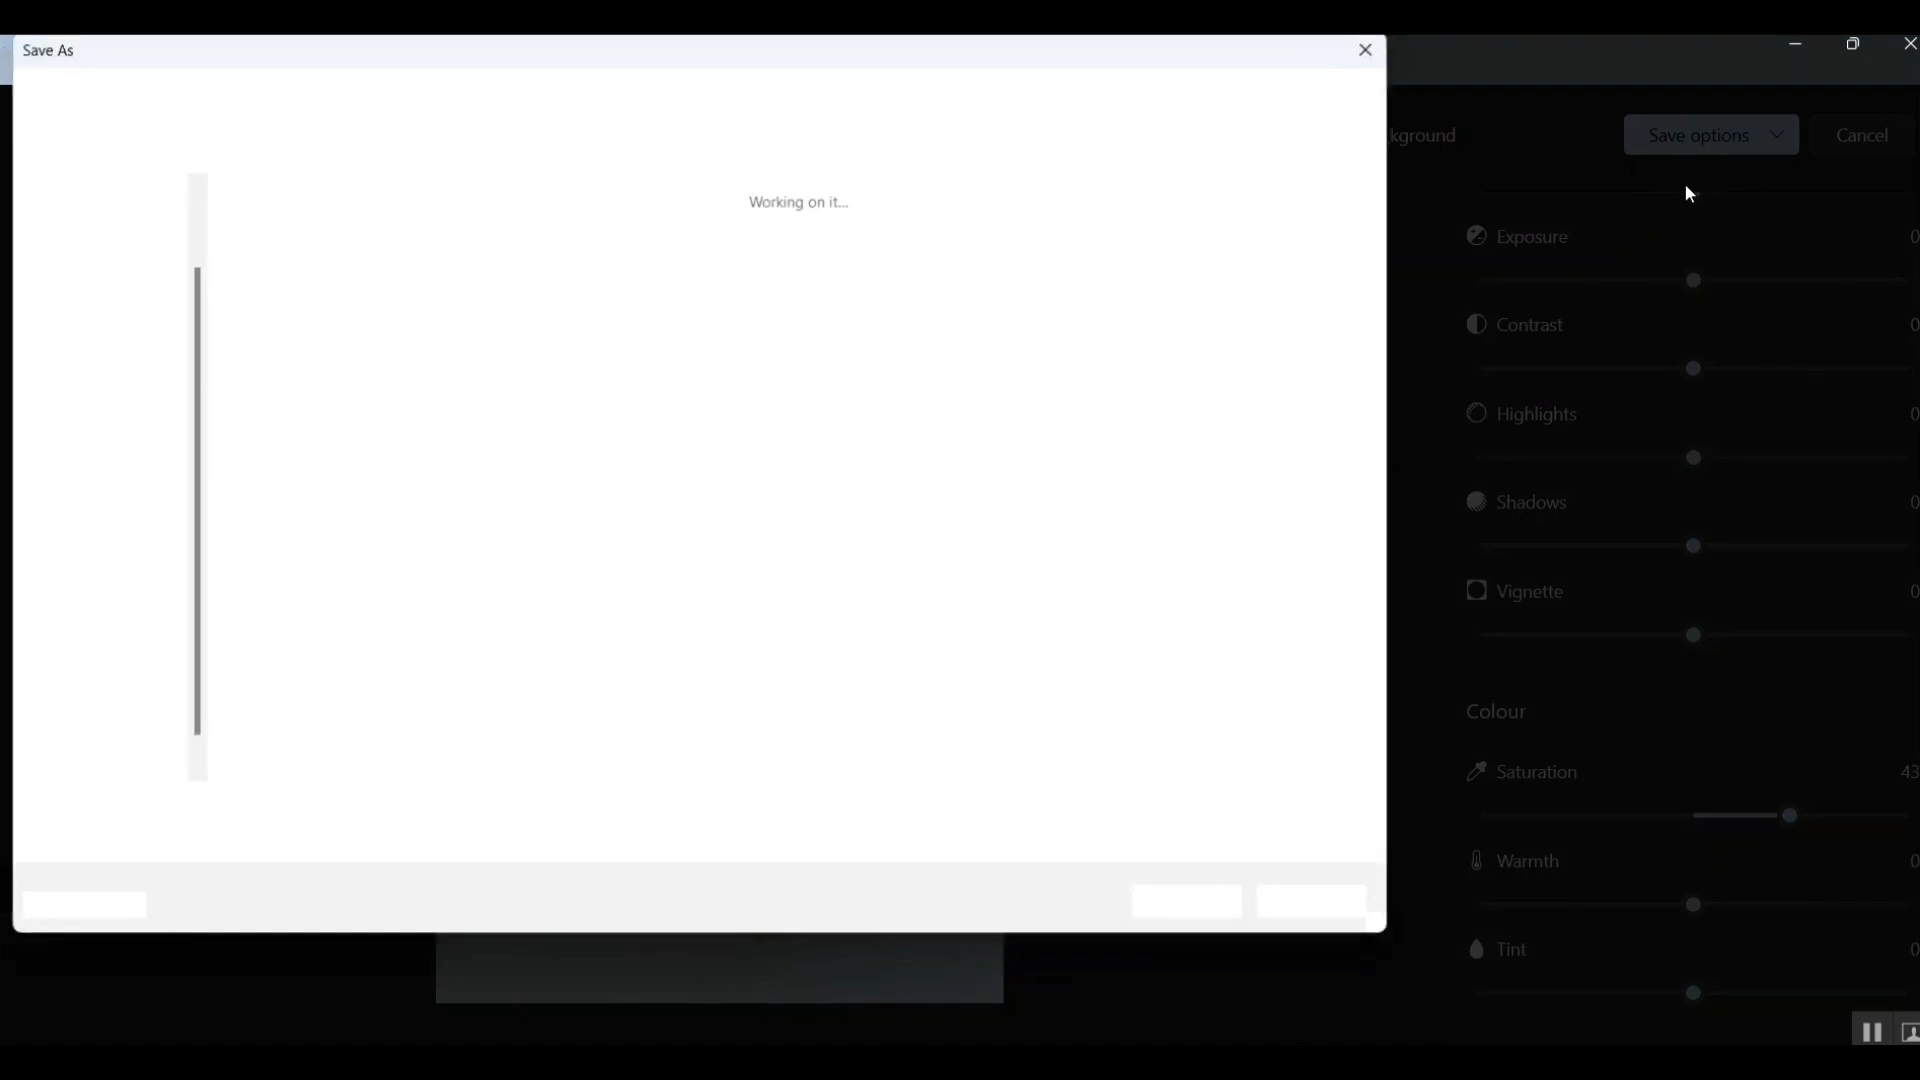 Save As
kground
Save options
Cancel
Working on it...
Exposure 0
Contrast 0
Highlights 0
Shadows 0
Vignette 0
Colour
Saturation 43
Warmth 0
Tint 0